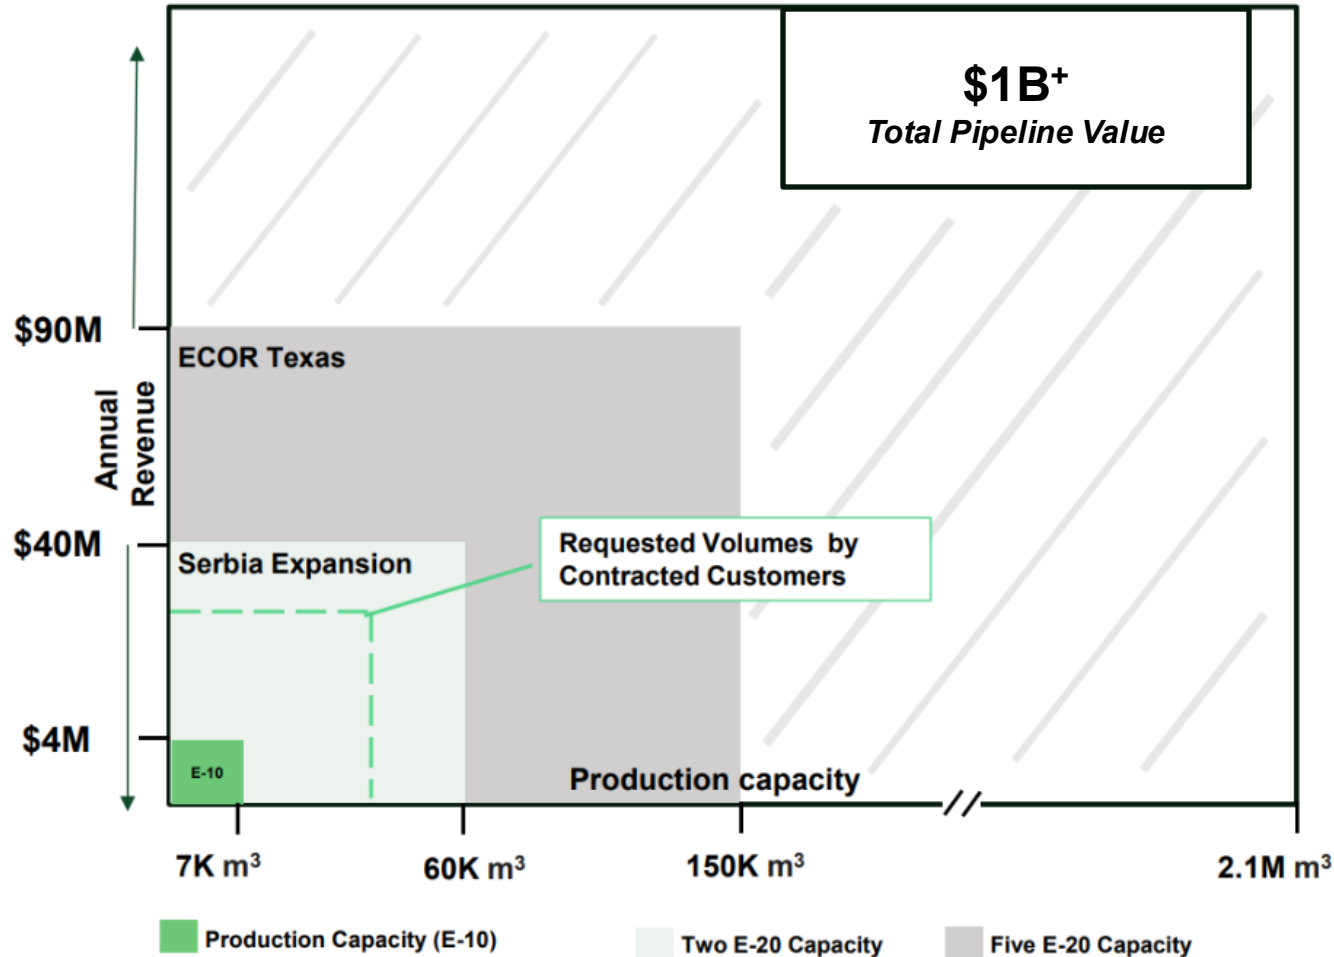 $1B+
Total Pipeline Value
$90M
ECOR Texas
Annual
Revenue
$40M
Serbia Expansion
Requested Volumes by
Contracted Customers
$4M
E-10
Production capacity
7K m³
60K m³
150K m³
2.1M m³
Production Capacity (E-10)
Two E-20 Capacity
Five E-20 Capacity